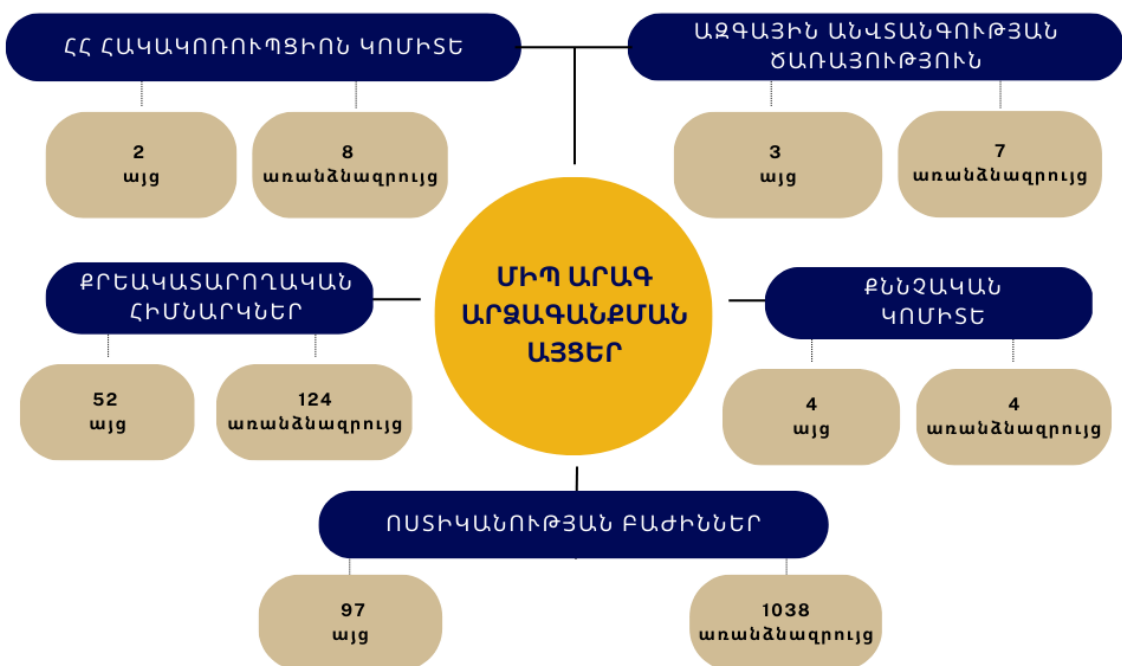 ՀՀ ՀԱԿԱԿՈՌՈՒՊՑԻՈՆ ԿՈՄԻՏԵ
2
այց
8
առանձնազրույց
ԱԶԳԱՅԻՆ ԱՆՎՏԱՆԳՈՒԹՅԱՆ
ԾԱՌԱՅՈՒԹՅՈՒՆ
3
այց
7
առանձնազրույց
ՄԻՊ ԱՐԱԳ
ԱՐՁԱԳԱՆՔՄԱՆ
ԱՅՑԵՐ
ՔՐԵԱԿԱՏԱՐՈՂԱԿԱՆ
ՀԻՄՆԱՐԿՆԵՐ
52
այց
124
առանձնազրույց
ՔՆՆՉԱԿԱՆ
ԿՈՄԻՏԵ
4
այց
4
առանձնազրույց
ՈՍՏԻԿԱՆՈՒԹՅԱՆ ԲԱԺԻՆՆԵՐ
97
այց
1038
առանձնազրույց